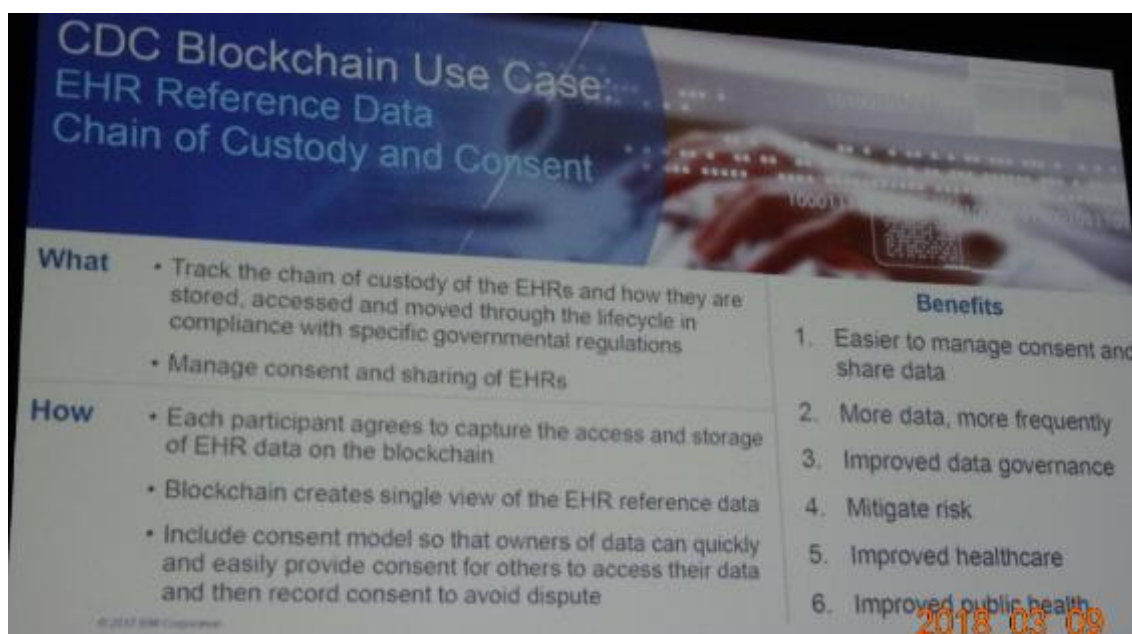 CDC Blockchain Use Case:
EHR Reference Data
Chain of Custody and Consent
What
• Track the chain of custody of the EHRs and how they are
stored, accessed and moved through the lifecycle in
compliance with specific governmental regulations
• Manage consent and sharing of EHRs
How
• Each participant agrees to capture the access and storage
of EHR data on the blockchain
• Blockchain creates single view of the EHR reference data
• Include consent model so that owners of data can quickly
and easily provide consent for others to access their data
and then record consent to avoid dispute
Benefits
1. Easier to manage consent and
share data
2. More data, more frequently
3. Improved data governance
4. Mitigate risk
5. Improved healthcare
6. Improved public health
© 2017 IBM Corporation
2018 03 09